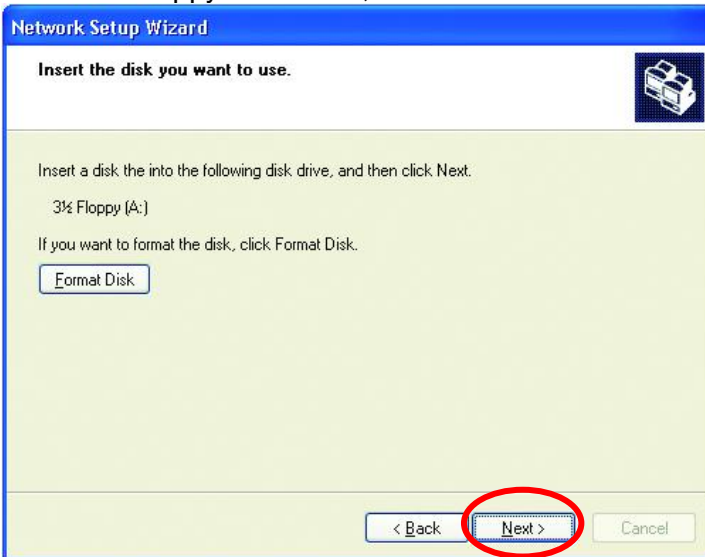 Network Setup Wizard
Insert the disk you want to use.
Insert a disk the into the following disk drive, and then click Next.
3½ Floppy (A:)
If you want to format the disk, click Format Disk.
Format Disk
< Back Next > Cancel